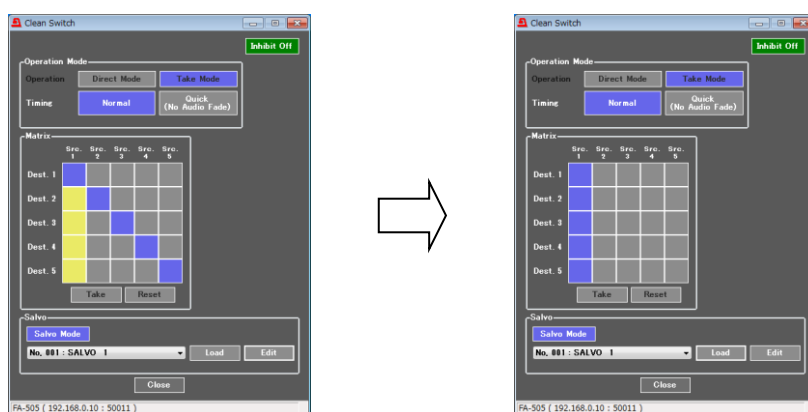 Clean Switch
Inhibit Off
Operation Mode
Operation Direct Mode Take Mode
Timing Normal Quick (No Audio Fade)
Matrix
Src. 1 Src. 2 Src. 3 Src. 4 Src. 5
Dest. 1
Dest. 2
Dest. 3
Dest. 4
Dest. 5
Take Reset
Salvo
Salvo Mode
No. 001 : SALVO 1 Load Edit
Close
FA-505 ( 192.168.0.10 : 50011 )
Clean Switch
Inhibit Off
Operation Mode
Operation Direct Mode Take Mode
Timing Normal Quick (No Audio Fade)
Matrix
Src. 1 Src. 2 Src. 3 Src. 4 Src. 5
Dest. 1
Dest. 2
Dest. 3
Dest. 4
Dest. 5
Take Reset
Salvo
Salvo Mode
No. 001 : SALVO 1 Load Edit
Close
FA-505 ( 192.168.0.10 : 50011 )